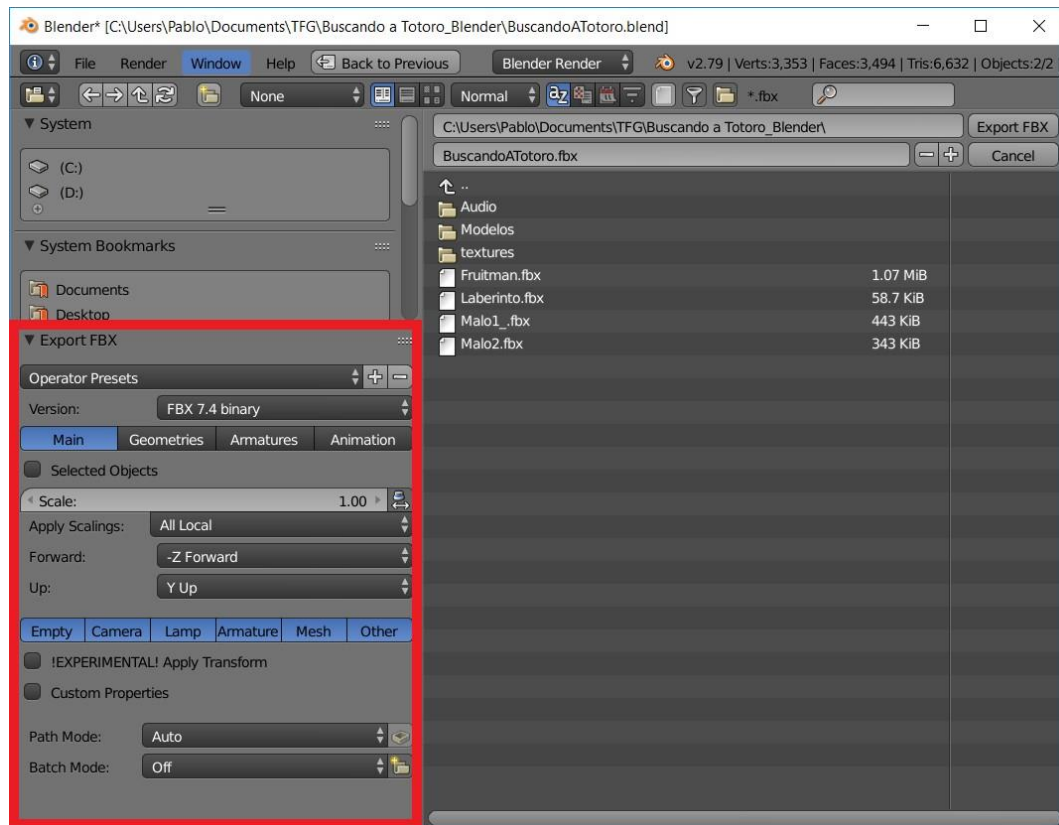 Blender* [C:\Users\Pablo\Documents\TFG\Buscando a Totoro_Blender\BuscandoATotoro.blend]
File Render Window Help Back to Previous Blender Render v2.79 | Verts:3,353 | Faces:3,494 | Tris:6,632 | Objects:2/2
None Normal *.fbx
System
(C:)
(D:)
System Bookmarks
Documents
Desktop
Export FBX
Operator Presets
Version: FBX 7.4 binary
Main Geometries Armatures Animation
Selected Objects
Scale: 1.00
Apply Scalings: All Local
Forward: -Z Forward
Up: Y Up
Empty Camera Lamp Armature Mesh Other
!EXPERIMENTAL! Apply Transform
Custom Properties
Path Mode: Auto
Batch Mode: Off
C:\Users\Pablo\Documents\TFG\Buscando a Totoro_Blender\ Export FBX
BuscandoATotoro.fbx Cancel
..
Audio
Modelos
textures
Fruitman.fbx 1.07 MiB
Laberinto.fbx 58.7 KiB
Malo1_.fbx 443 KiB
Malo2.fbx 343 KiB